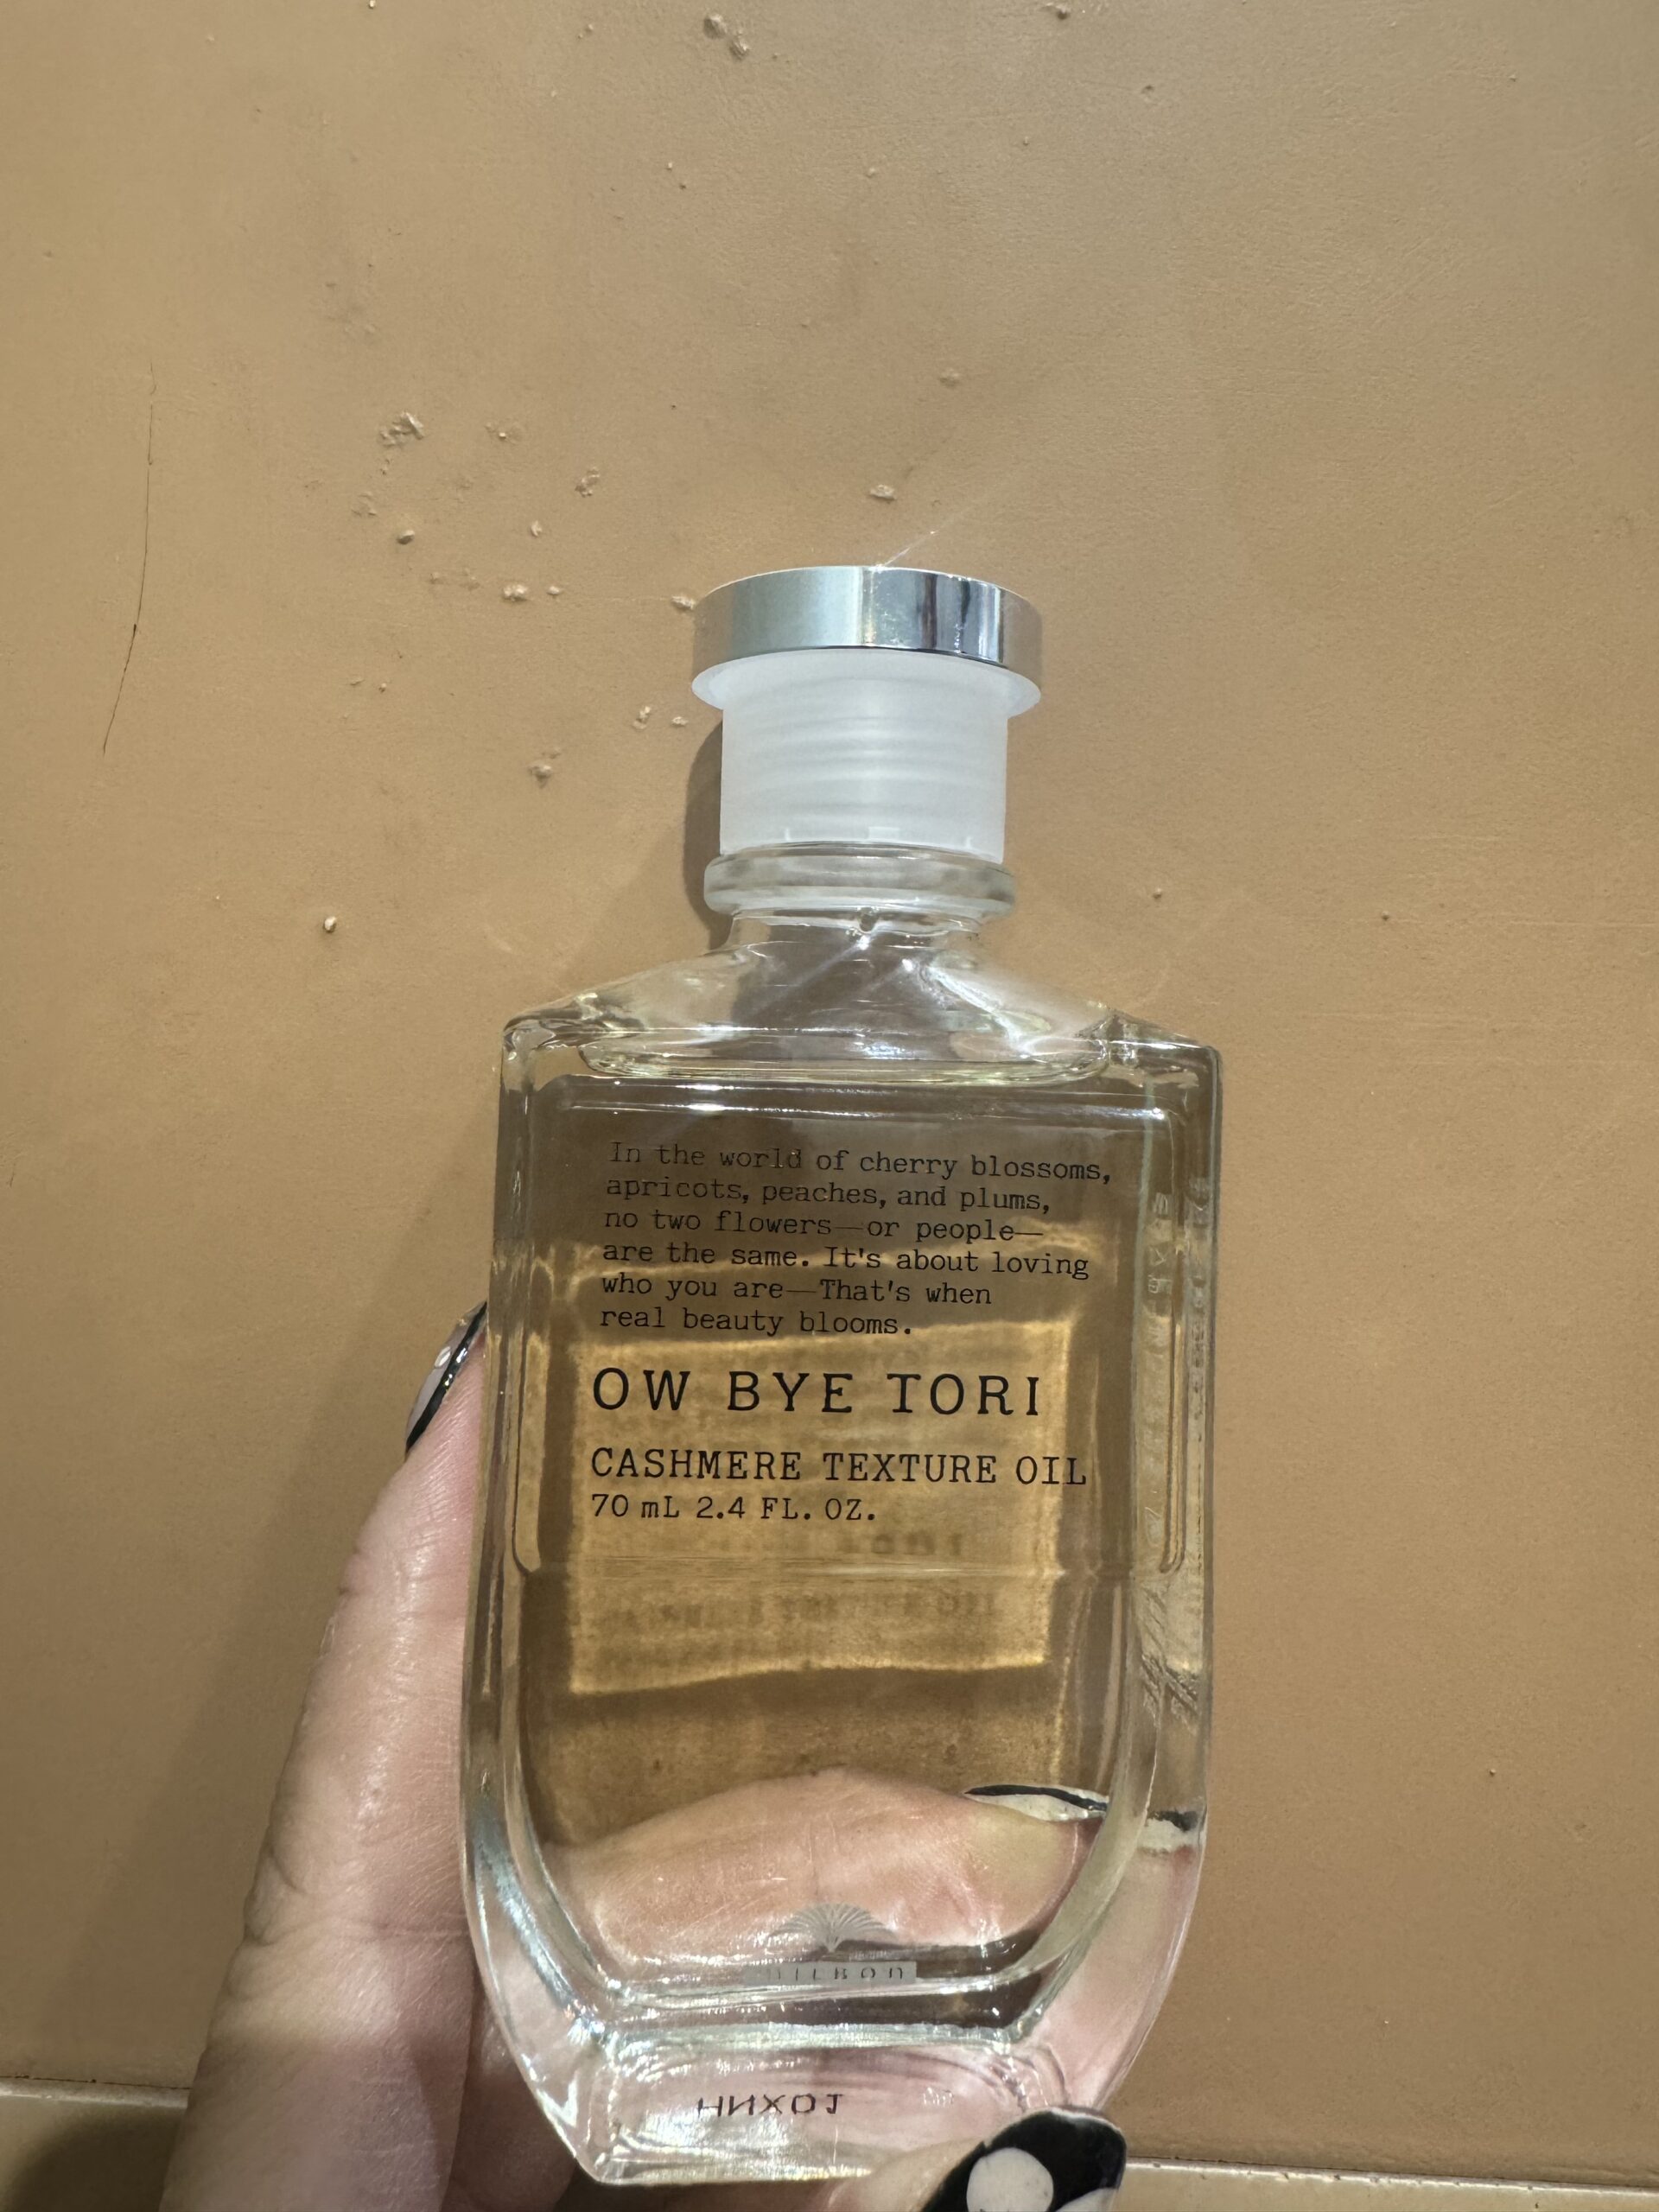 In the world of cherry blossoms,
apricots, peaches, and plums,
no two flowers—or people—
are the same. It's about loving
who you are—That's when
real beauty blooms.
OW BYE TORI
CASHMERE TEXTURE OIL
70 mL 2.4 FL. OZ.
MILBON
HNX01